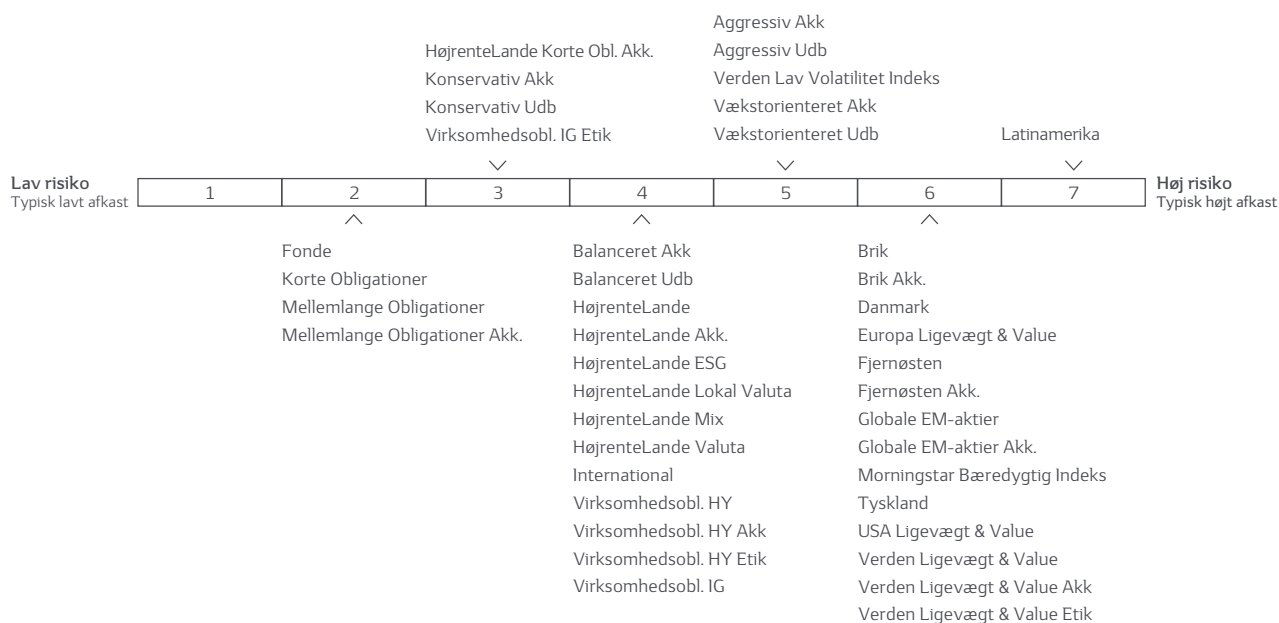 Aggressiv Akk
Aggressiv Udb
Verden Lav Volatilitet Indeks
Vækstorienteret Akk
Vækstorienteret Udb
HøjrenteLande Korte Obl. Akk.
Konservativ Akk
Konservativ Udb
Virksomhedsobl. IG Etik
Latinamerika
Lav risiko
Typisk lavt afkast
1
2
3
4
5
6
7
Høj risiko
Typisk højt afkast
Fonde
Korte Obligationer
Mellemlange Obligationer
Mellemlange Obligationer Akk.
Balanceret Akk
Balanceret Udb
HøjrenteLande
HøjrenteLande Akk.
HøjrenteLande ESG
HøjrenteLande Lokal Valuta
HøjrenteLande Mix
HøjrenteLande Valuta
International
Virksomhedsobl. HY
Virksomhedsobl. HY Akk
Virksomhedsobl. HY Etik
Virksomhedsobl. IG
Brik
Brik Akk.
Danmark
Europa Ligevægt & Value
Fjernøsten
Fjernøsten Akk.
Globale EM-aktier
Globale EM-aktier Akk.
Morningstar Bæredygtig Indeks
Tyskland
USA Ligevægt & Value
Verden Ligevægt & Value
Verden Ligevægt & Value Akk
Verden Ligevægt & Value Etik